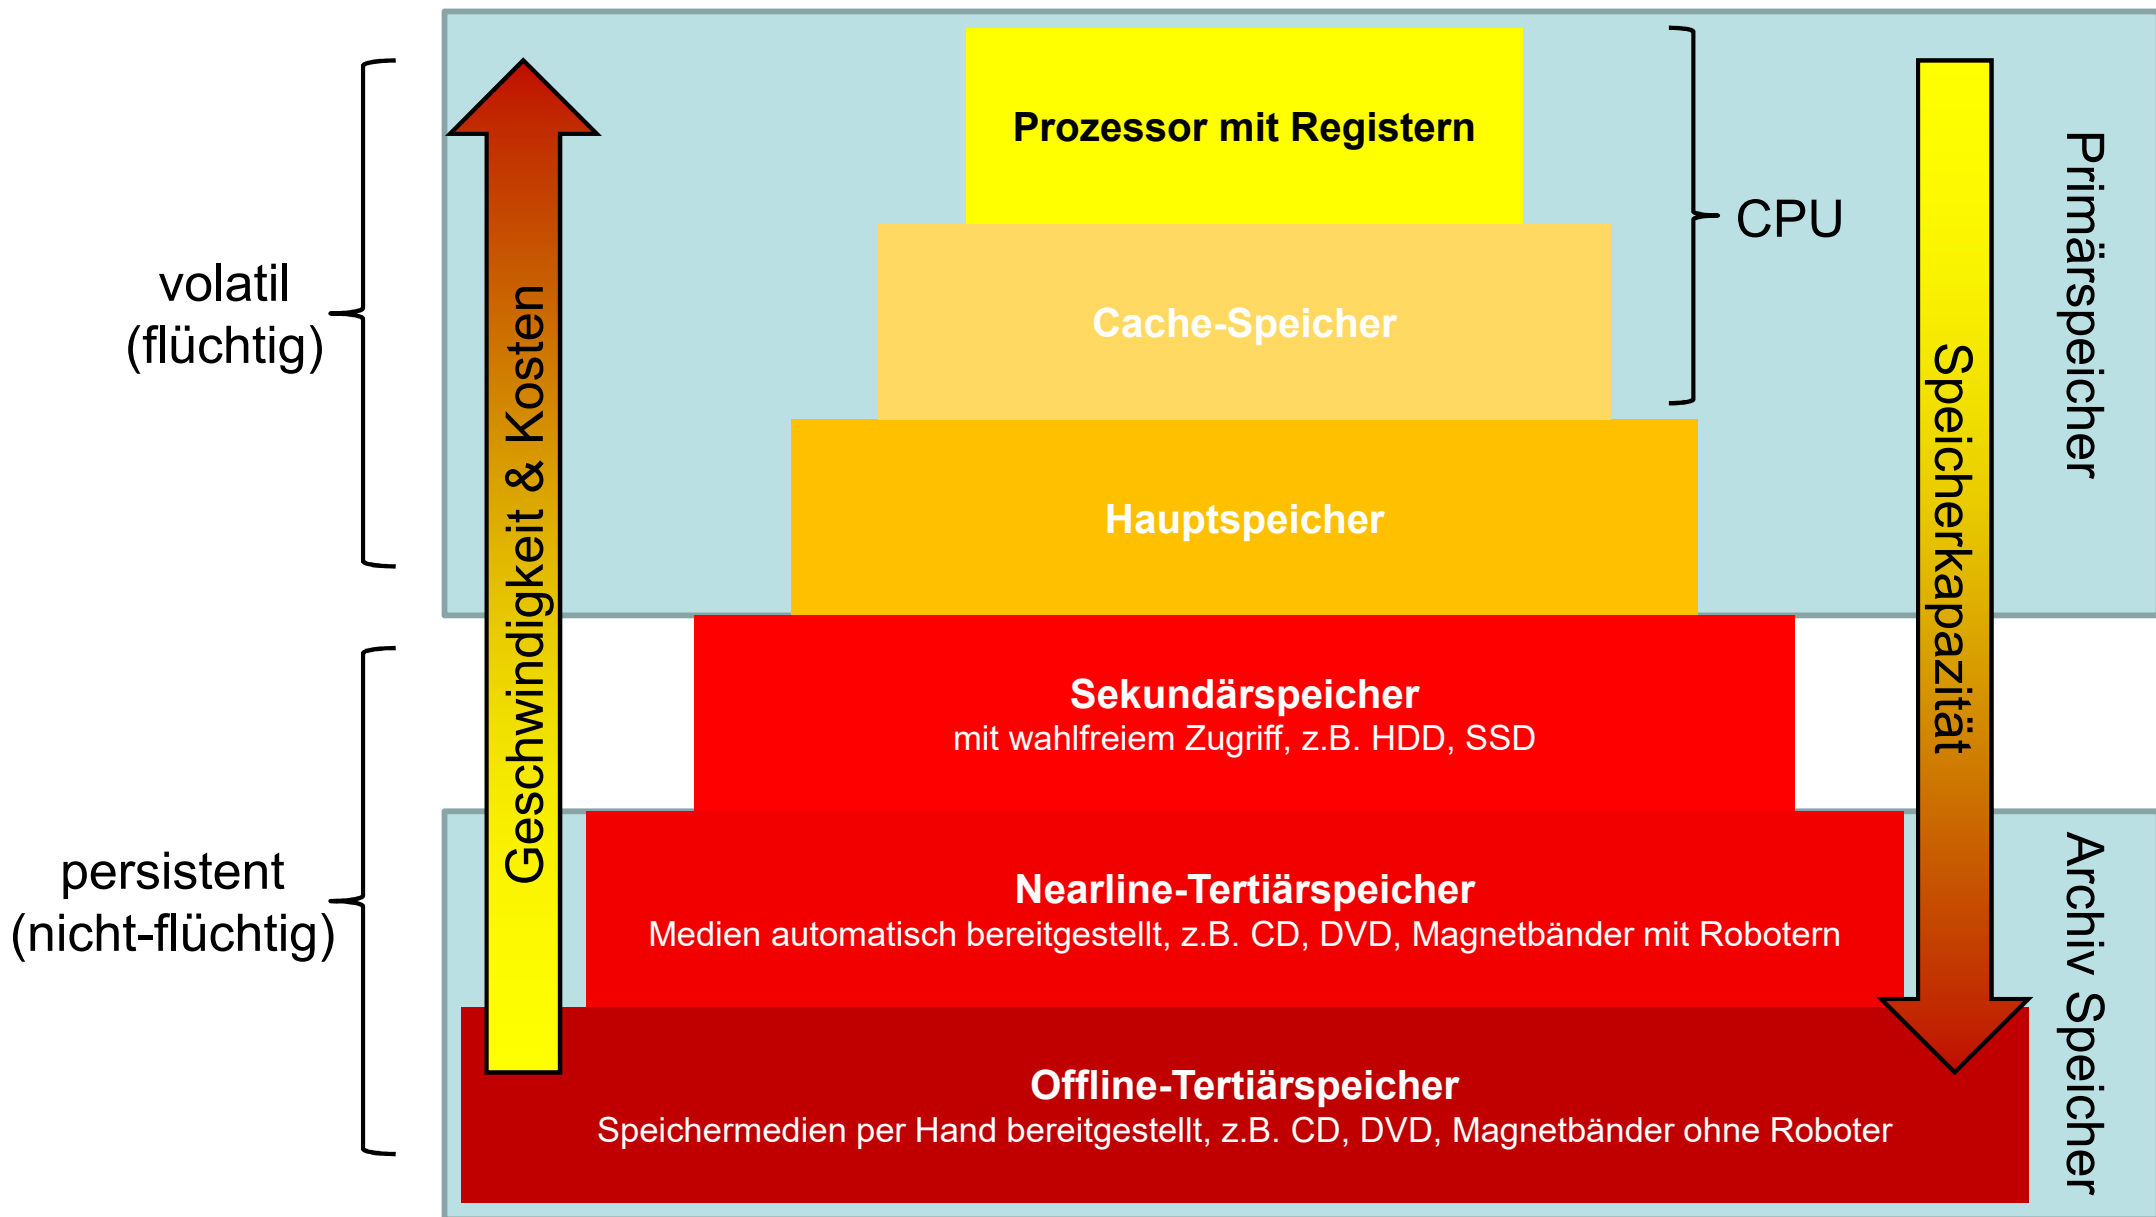 Prozessor mit Registern
Cache-Speicher
Hauptspeicher
Sekundärspeicher
mit wahlfreiem Zugriff, z.B. HDD, SSD
Nearline-Tertiärspeicher
Medien automatisch bereitgestellt, z.B. CD, DVD, Magnetbänder mit Robotern
Offline-Tertiärspeicher
Speichermedien per Hand bereitgestellt, z.B. CD, DVD, Magnetbänder ohne Roboter
volatil
(flüchtig)
persistent
(nicht-flüchtig)
Geschwindigkeit & Kosten
CPU
Speicherkapazität
Primärspeicher
Archiv Speicher